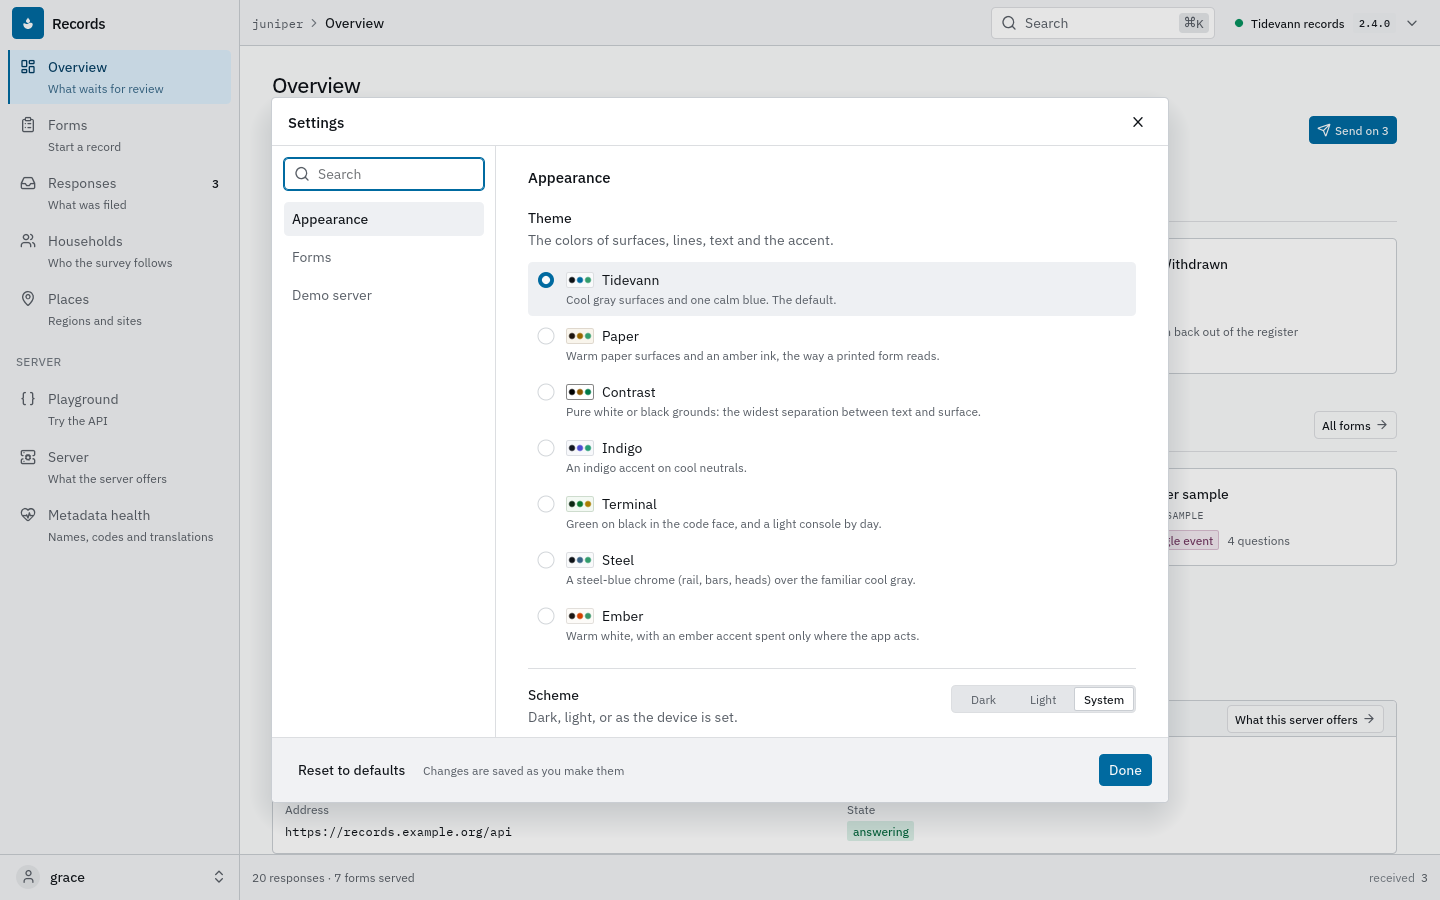 Records
juniper > Overview
Search
⌘K
Tidevann records
2.4.0
Overview
What waits for review
Forms
Start a record
Responses
3
What was filed
Households
Who the survey follows
Places
Regions and sites
SERVER
Playground
Try the API
Server
What the server offers
Metadata health
Names, codes and translations
grace
Overview
Send on 3
back out of the register
All forms
sample
SAMPLE
event
4 questions
What this server offers
Address
https://records.example.org/api
State
answering
20 responses · 7 forms served
received 3
Settings
Search
Appearance
Forms
Demo server
Appearance
Theme
The colors of surfaces, lines, text and the accent.
Tidevann
Cool gray surfaces and one calm blue. The default.
Paper
Warm paper surfaces and an amber ink, the way a printed form reads.
Contrast
Pure white or black grounds: the widest separation between text and surface.
Indigo
An indigo accent on cool neutrals.
Terminal
Green on black in the code face, and a light console by day.
Steel
A steel-blue chrome (rail, bars, heads) over the familiar cool gray.
Ember
Warm white, with an ember accent spent only where the app acts.
Scheme
Dark, light, or as the device is set.
Dark
Light
System
Reset to defaults
Changes are saved as you make them
Done